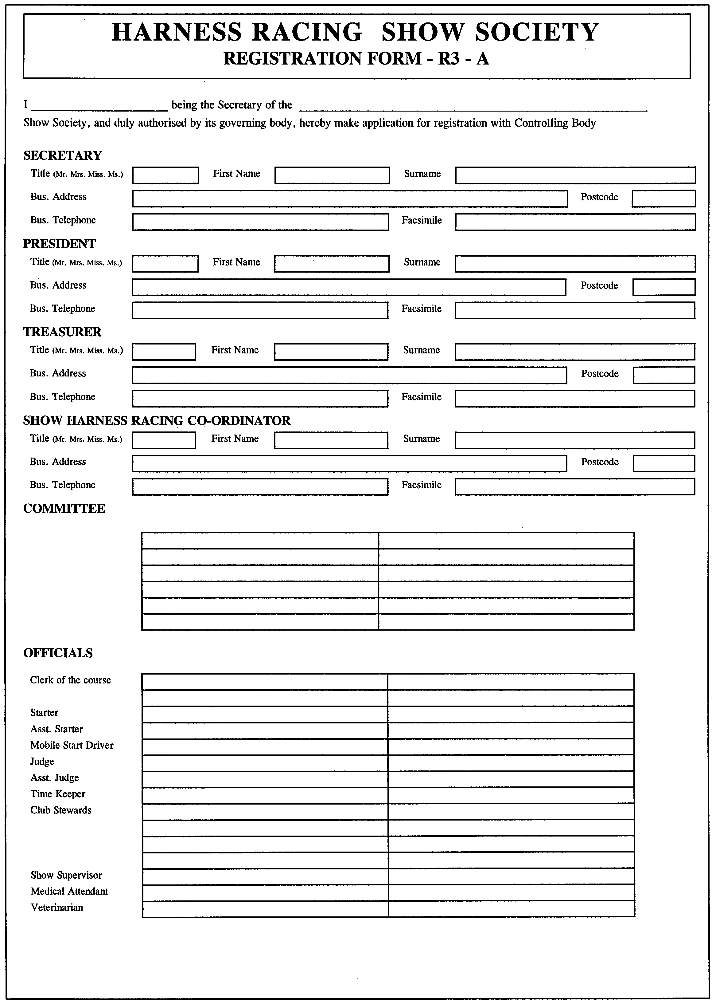 HARNESS RACING SHOW SOCIETY
REGISTRATION FORM - R3 - A
I ______ being the Secretary of the ______
Show Society, and duly authorised by its governing body, hereby make application for registration with Controlling Body
SECRETARY
Title (Mr. Mrs. Miss. Ms.) First Name Surname
Bus. Address Postcode
Bus. Telephone Facsimile
PRESIDENT
Title (Mr. Mrs. Miss. Ms.) First Name Surname
Bus. Address Postcode
Bus. Telephone Facsimile
TREASURER
Title (Mr. Mrs. Miss. Ms.) First Name Surname
Bus. Address Postcode
Bus. Telephone Facsimile
SHOW HARNESS RACING CO-ORDINATOR
Title (Mr. Mrs. Miss. Ms.) First Name Surname
Bus. Address Postcode
Bus. Telephone Facsimile
COMMITTEE
OFFICIALS
Clerk of the course
Starter
Asst. Starter
Mobile Start Driver
Judge
Asst. Judge
Time Keeper
Club Stewards
Show Supervisor
Medical Attendant
Veterinarian